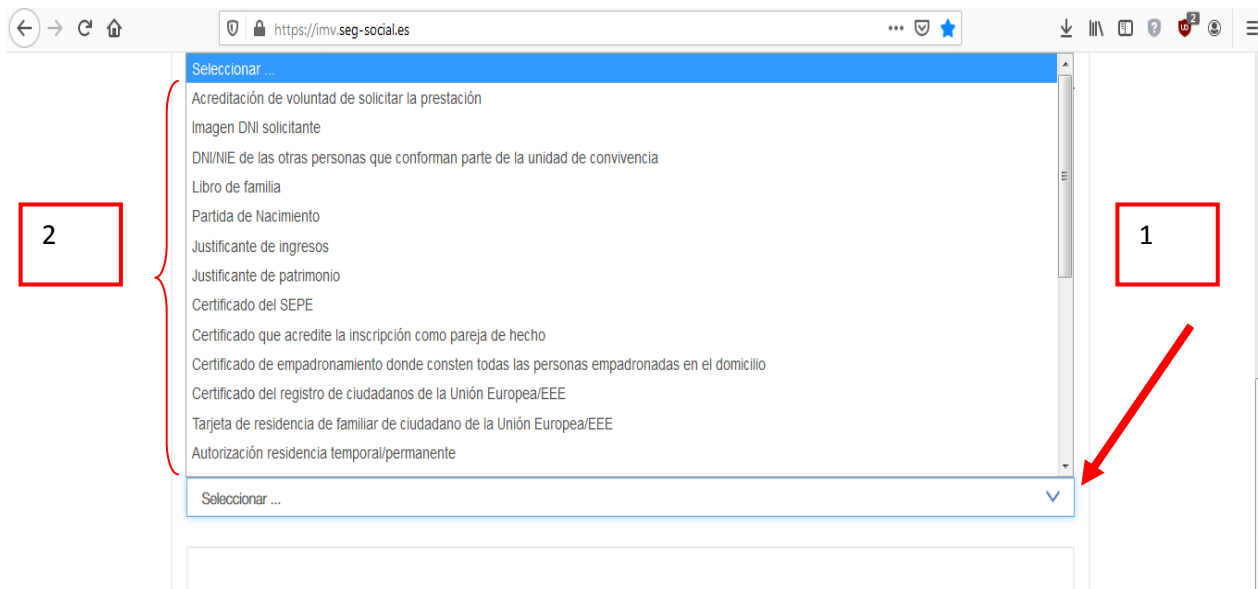 https://imv.seg-social.es
2
Seleccionar ...
Acreditación de voluntad de solicitar la prestación
Imagen DNI solicitante
DNI/NIE de las otras personas que conforman parte de la unidad de convivencia
Libro de familia
Partida de Nacimiento
Justificante de ingresos
Justificante de patrimonio
Certificado del SEPE
Certificado que acredite la inscripción como pareja de hecho
Certificado de empadronamiento donde consten todas las personas empadronadas en el domicilio
Certificado del registro de ciudadanos de la Unión Europea/EEE
Tarjeta de residencia de familiar de ciudadano de la Unión Europea/EEE
Autorización residencia temporal/permanente
Seleccionar ...
2
1